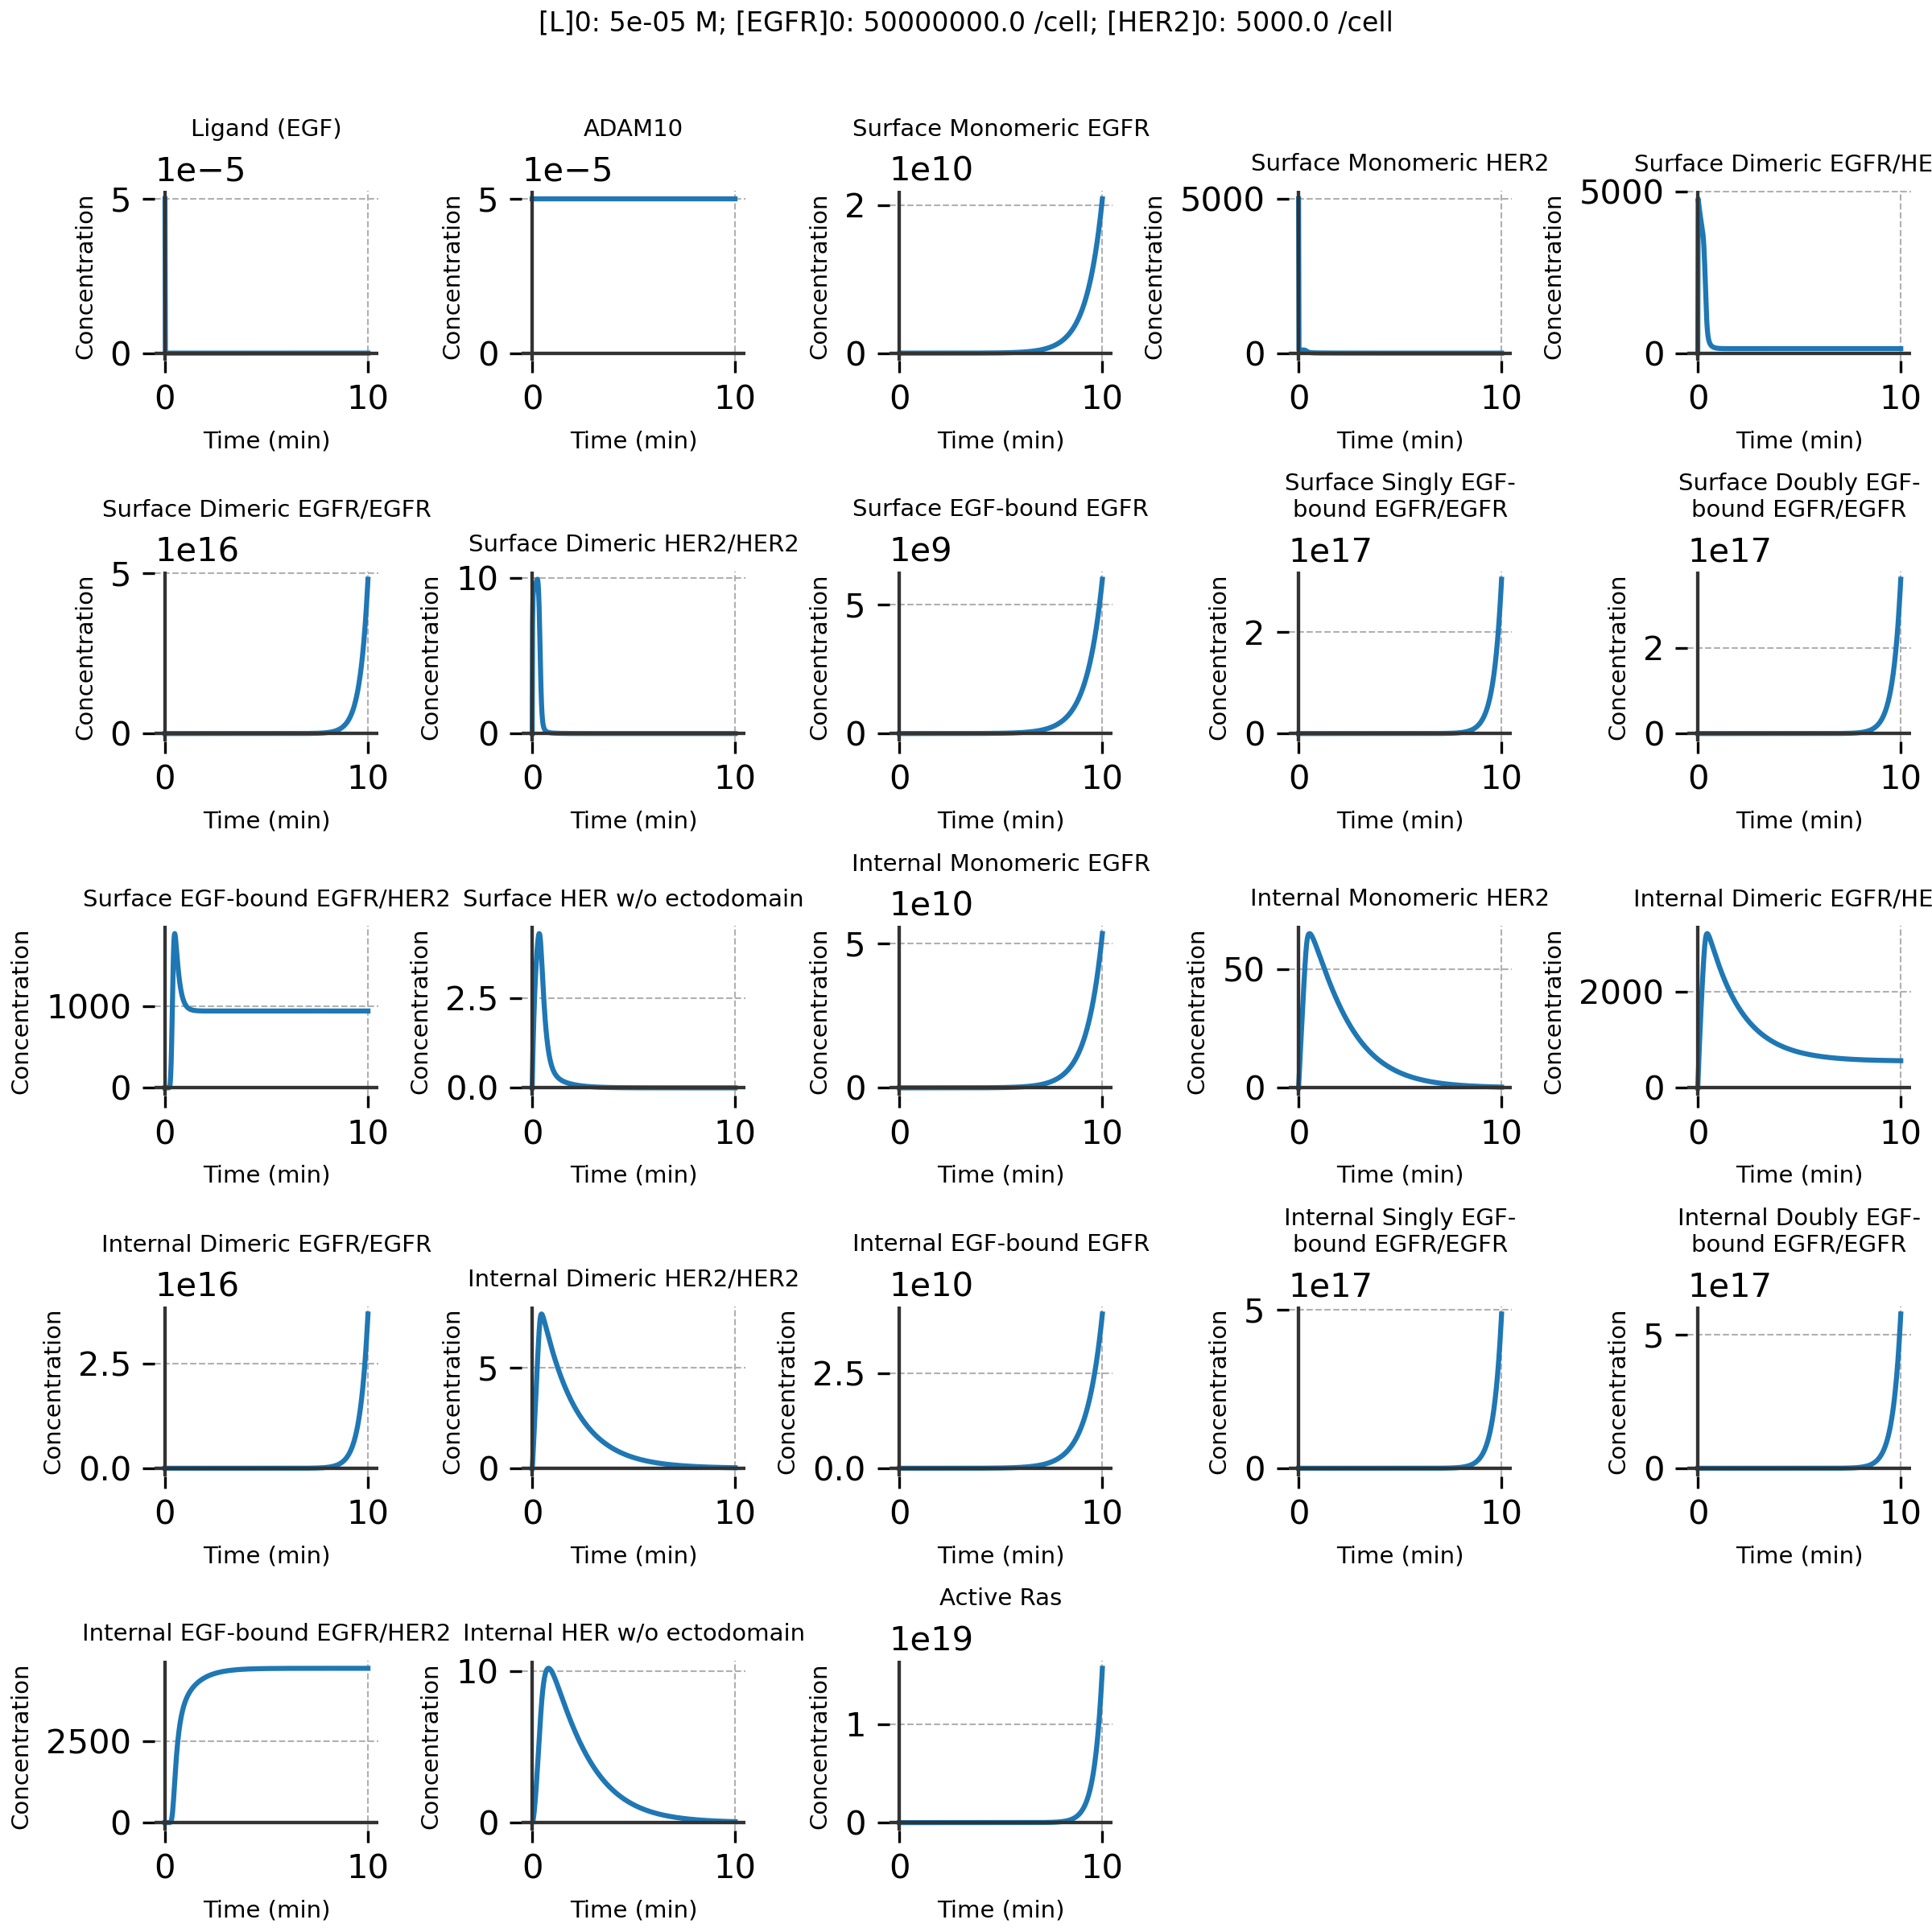 [L]0: 5e-05 M; [EGFR]0: 50000000.0 /cell; [HER2]0: 5000.0 /cell
Ligand (EGF)
1e−5
5
0
Concentration
0 10
Time (min)
ADAM10
1e−5
5
0
Concentration
0 10
Time (min)
Surface Monomeric EGFR
1e10
2
0
Concentration
0 10
Time (min)
Surface Monomeric HER2
5000
0
Concentration
0 10
Time (min)
Surface Dimeric EGFR/HE
5000
0
Concentration
0 10
Time (min)
Surface Dimeric EGFR/EGFR
1e16
5
0
Concentration
0 10
Time (min)
Surface Dimeric HER2/HER2
10
0
Concentration
0 10
Time (min)
Surface EGF-bound EGFR
1e9
5
0
Concentration
0 10
Time (min)
Surface Singly EGF-
bound EGFR/EGFR
1e17
2
0
Concentration
0 10
Time (min)
Surface Doubly EGF-
bound EGFR/EGFR
1e17
2
0
Concentration
0 10
Time (min)
Surface EGF-bound EGFR/HER2
1000
0
Concentration
0 10
Time (min)
Surface HER w/o ectodomain
2.5
0.0
Concentration
0 10
Time (min)
Internal Monomeric EGFR
1e10
5
0
Concentration
0 10
Time (min)
Internal Monomeric HER2
50
0
Concentration
0 10
Time (min)
Internal Dimeric EGFR/HE
2000
0
Concentration
0 10
Time (min)
Internal Dimeric EGFR/EGFR
1e16
2.5
0.0
Concentration
0 10
Time (min)
Internal Dimeric HER2/HER2
5
0
Concentration
0 10
Time (min)
Internal EGF-bound EGFR
1e10
2.5
0.0
Concentration
0 10
Time (min)
Internal Singly EGF-
bound EGFR/EGFR
1e17
5
0
Concentration
0 10
Time (min)
Internal Doubly EGF-
bound EGFR/EGFR
1e17
5
0
Concentration
0 10
Time (min)
Internal EGF-bound EGFR/HER2
2500
0
Concentration
0 10
Time (min)
Internal HER w/o ectodomain
10
0
Concentration
0 10
Time (min)
Active Ras
1e19
1
0
Concentration
0 10
Time (min)